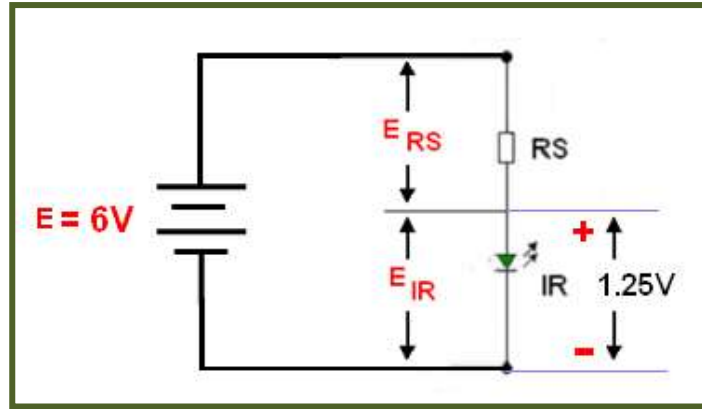 E RS
RS
E = 6V
+
E IR
IR
1.25V
-